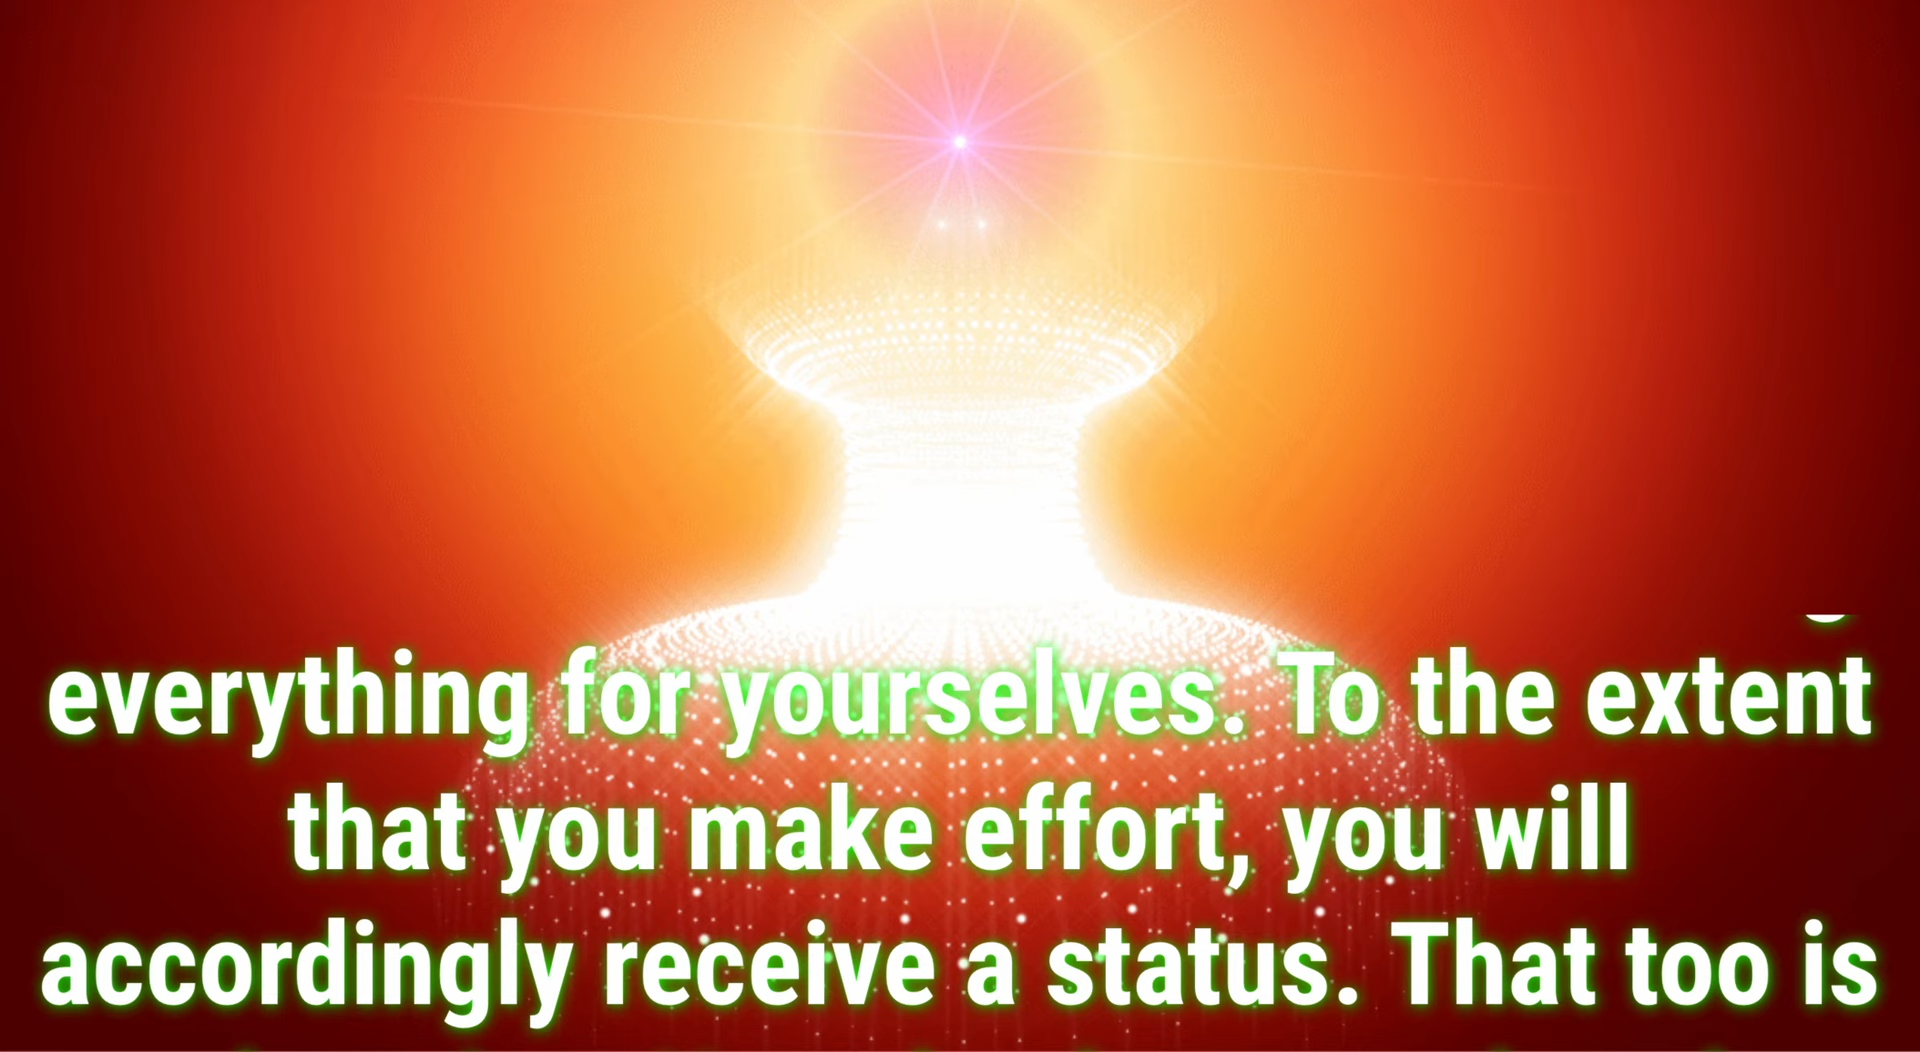 everything for yourselves. To the extent
that you make effort, you will
accordingly receive a status. That too is